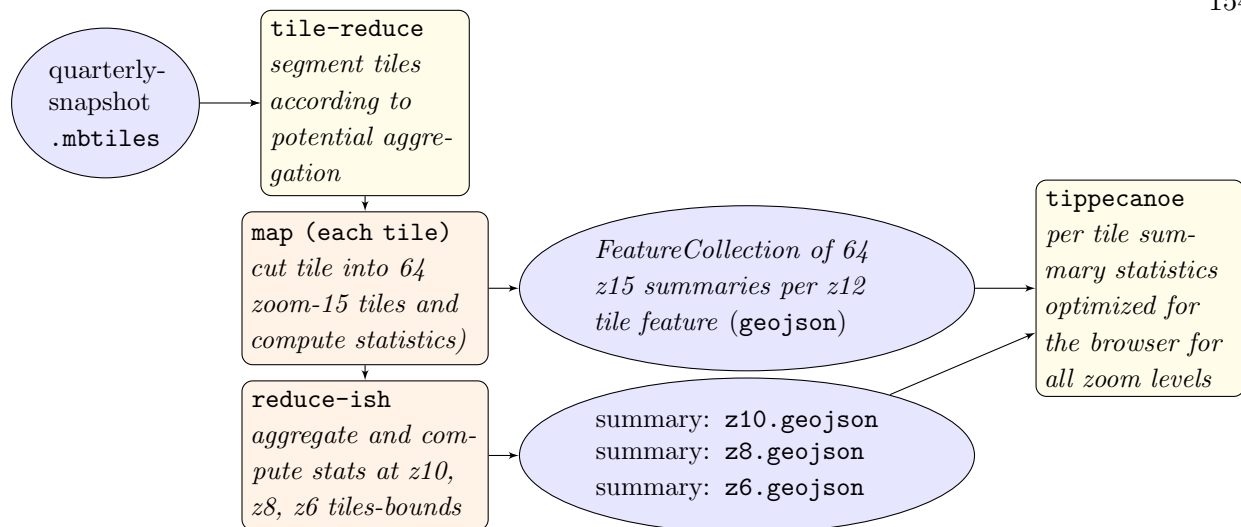 154
quarterly-
snapshot
.mbtiles
tile-reduce
segment tiles
according to
potential aggre-
gation
map (each tile)
cut tile into 64
zoom-15 tiles and
compute statistics)
FeatureCollection of 64
z15 summaries per z12
tile feature (geojson)
tippecanoe
per tile sum-
mary statistics
optimized for
the browser for
all zoom levels
reduce-ish
aggregate and com-
pute stats at z10,
z8, z6 tiles-bounds
summary: z10.geojson
summary: z8.geojson
summary: z6.geojson